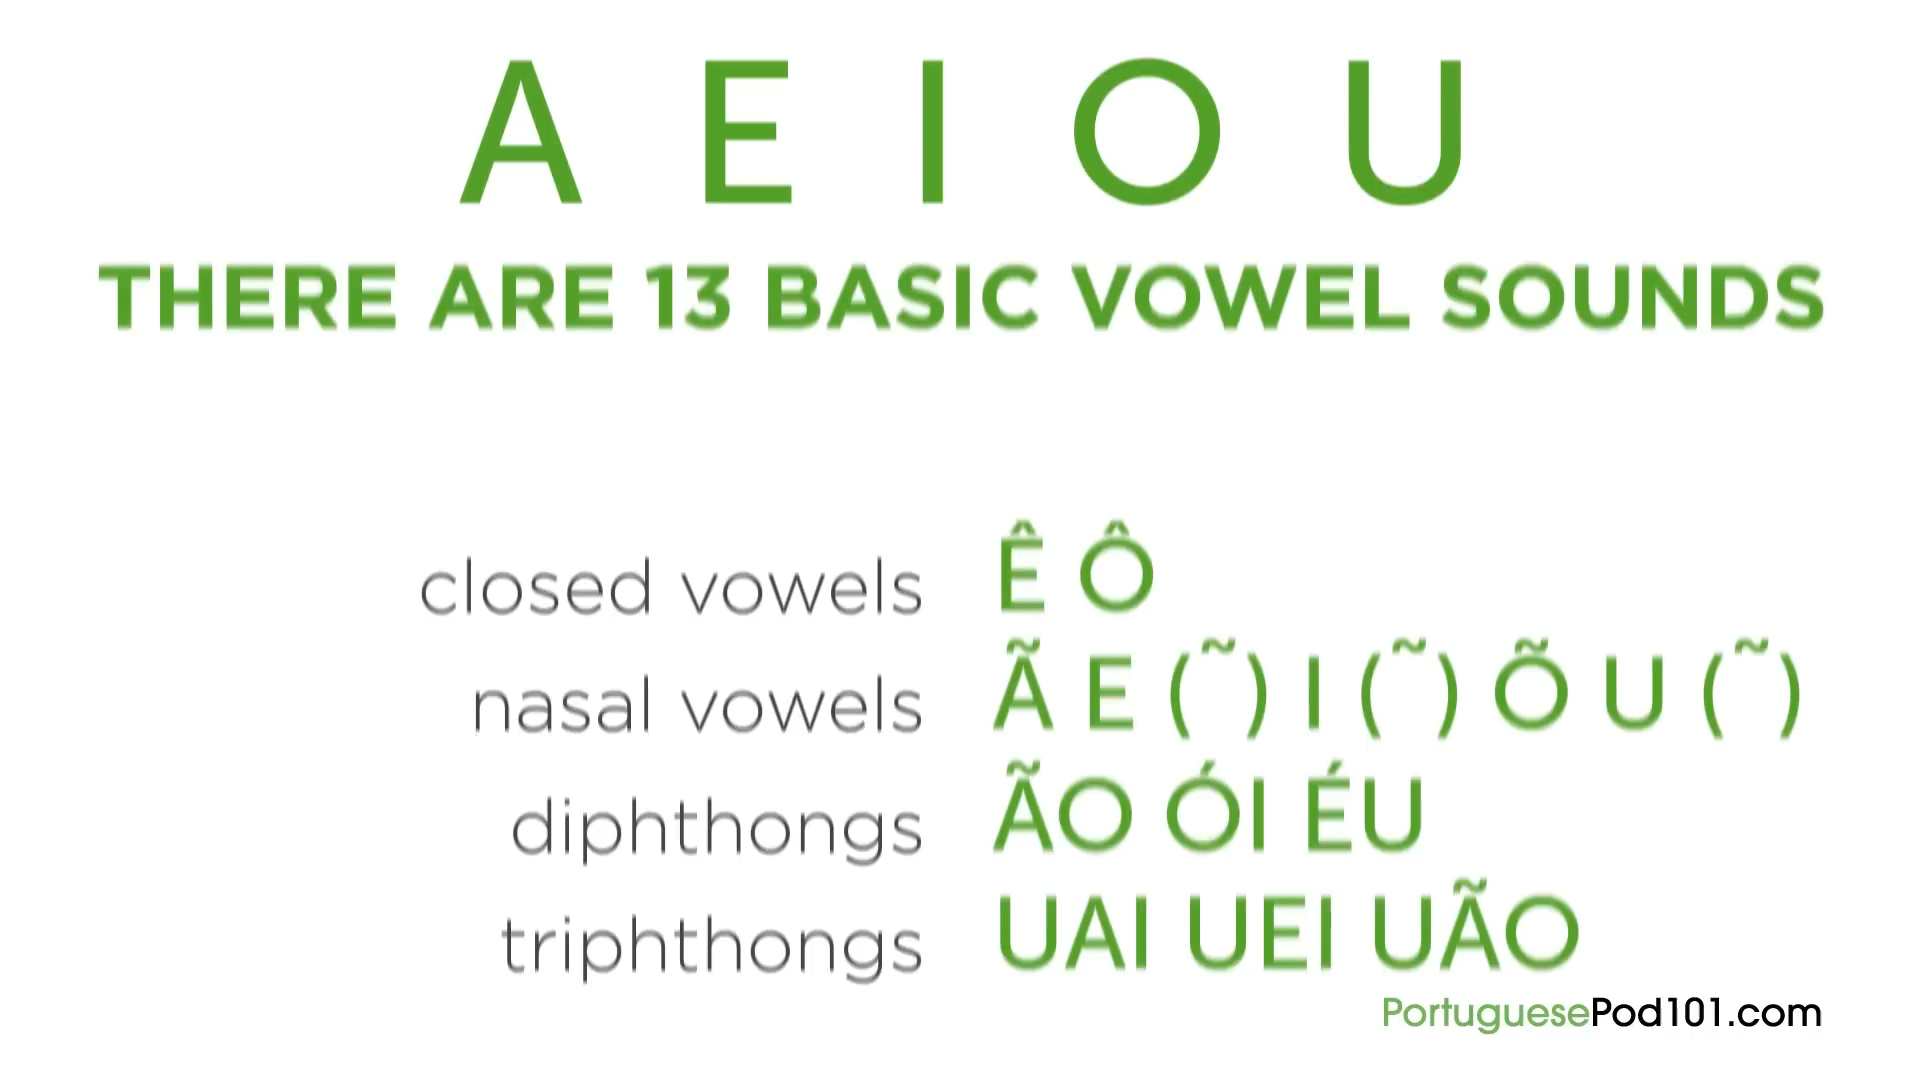 A E I O U
THERE ARE 13 BASIC VOWEL SOUNDS
closed vowels Ê Ô
nasal vowels Ã E (˜) I (˜) Õ U (˜)
diphthongs ÃO ÓI ÉU
triphthongs UAI UEI UÃO
PortuguesePod101.com